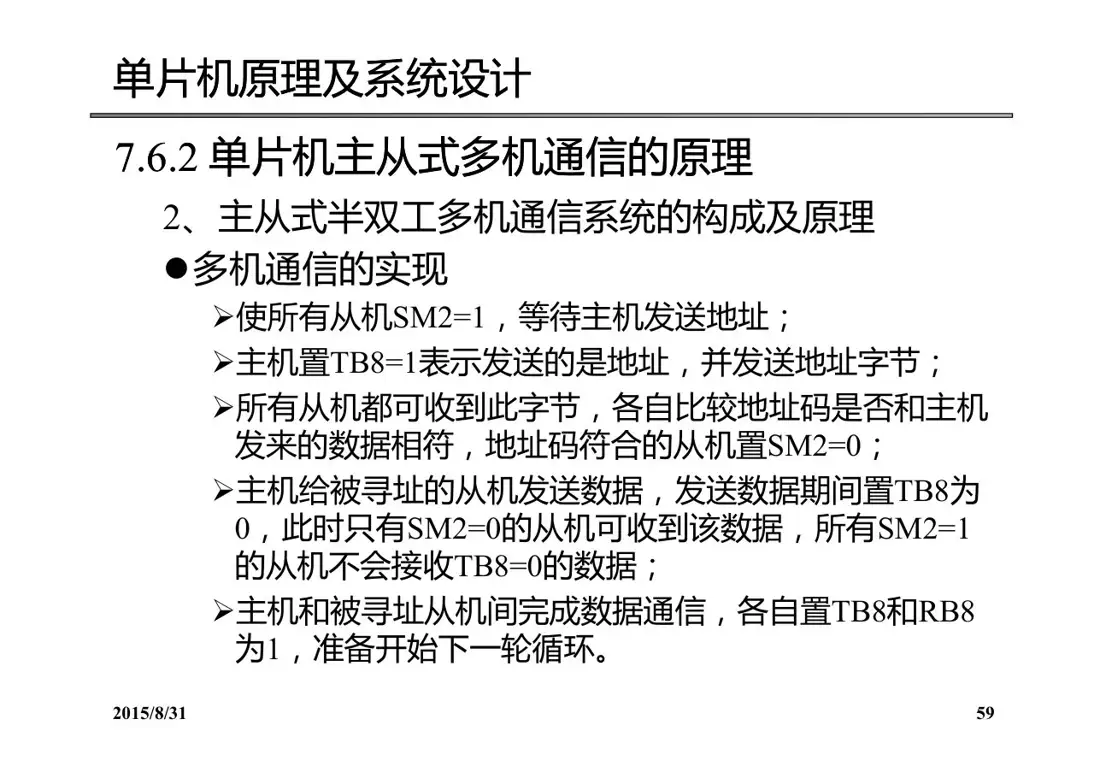 单片机原理及系统设计
7.6.2 单片机主从式多机通信的原理
2、主从式半双工多机通信系统的构成及原理
●多机通信的实现
➢使所有从机SM2=1，等待主机发送地址；
➢主机置TB8=1表示发送的是地址，并发送地址字节；
➢所有从机都可收到此字节，各自比较地址码是否和主机
发来的数据相符，地址码符合的从机置SM2=0；
➢主机给被寻址的从机发送数据，发送数据期间置TB8为
0，此时只有SM2=0的从机可收到该数据，所有SM2=1
的从机不会接收TB8=0的数据；
➢主机和被寻址从机间完成数据通信，各自置TB8和RB8
为1，准备开始下一轮循环。
2015/8/31
59